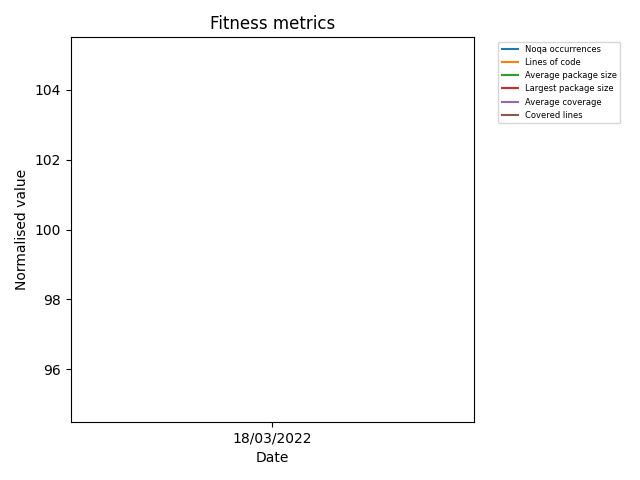 Fitness metrics
Noqa occurrences
Lines of code
Average package size
Largest package size
Average coverage
Covered lines
104
102
100
98
96
Normalised value
18/03/2022
Date